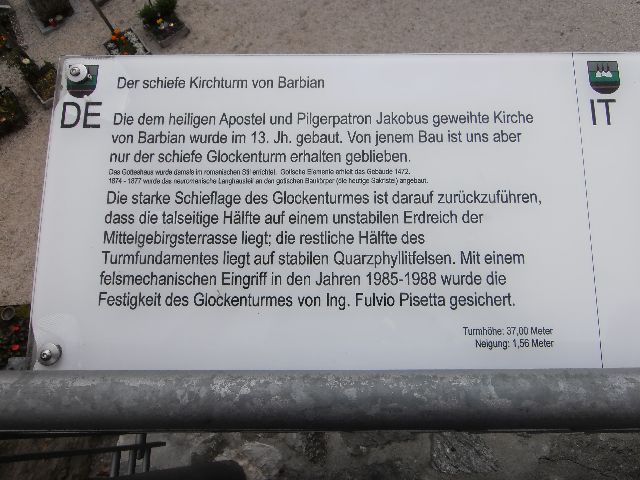 Der schiefe Kirchturm von Barbian
DE
IT
Die dem heiligen Apostel und Pilgerpatron Jakobus geweihte Kirche
von Barbian wurde im 13. Jh. gebaut. Von jenem Bau ist uns aber
nur der schiefe Glockenturm erhalten geblieben.
Das Gotteshaus wurde damals im romanischen Stil errichtet. Gotische Elemente erhielt das Gebäude 1472.
1874 - 1877 wurde das neuromanische Langhausteil an den gotischen Baukörper (die heutige Sakristei) angebaut.
Die starke Schieflage des Glockenturmes ist darauf zurückzuführen,
dass die talseitige Hälfte auf einem unstabilen Erdreich der
Mittelgebirgsterrasse liegt; die restliche Hälfte des
Turmfundamentes liegt auf stabilen Quarzphyllitfelsen. Mit einem
felsmechanischen Eingriff in den Jahren 1985-1988 wurde die
Festigkeit des Glockenturmes von Ing. Fulvio Pisetta gesichert.
Turmhöhe: 37,00 Meter
Neigung: 1,56 Meter